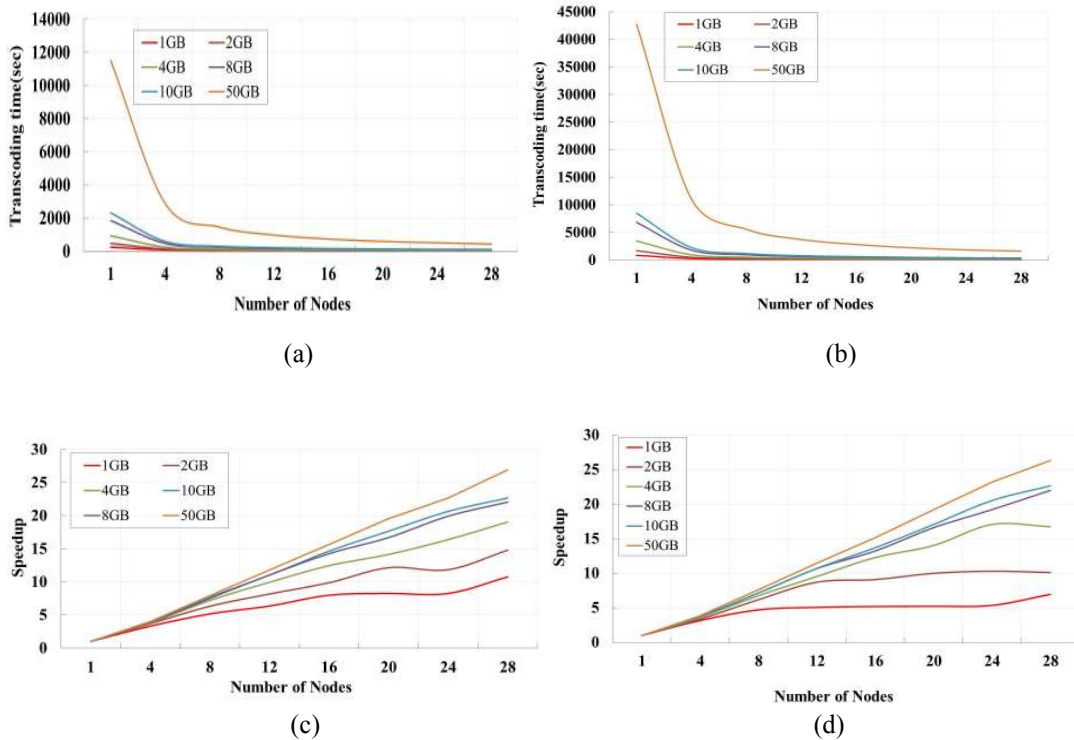 14000
12000
10000
8000
6000
4000
2000
0
Transcoding time(sec)
1GB 2GB
4GB 8GB
10GB 50GB
1 4 8 12 16 20 24 28
Number of Nodes
(a)
45000
40000
35000
30000
25000
20000
15000
10000
5000
0
Transcoding time(sec)
1GB 2GB
4GB 8GB
10GB 50GB
1 4 8 12 16 20 24 28
Number of Nodes
(b)
30
25
20
15
10
5
0
Speedup
1GB 2GB
4GB 10GB
8GB 50GB
1 4 8 12 16 20 24 28
Number of Nodes
(c)
30
25
20
15
10
5
0
Speedup
1GB
2GB
4GB
8GB
10GB
50GB
1 4 8 12 16 20 24 28
Number of Nodes
(d)